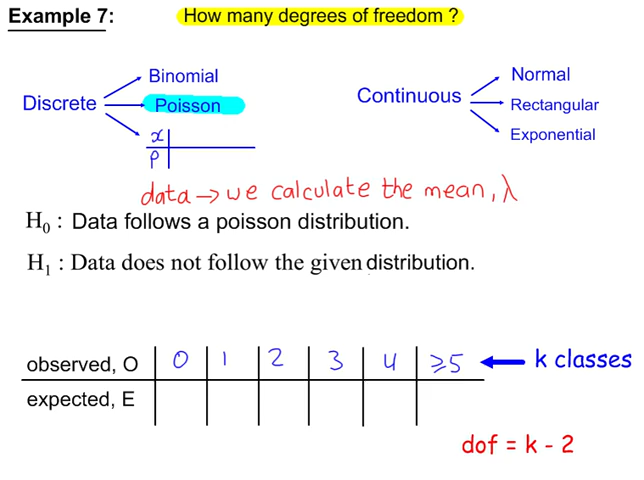 Example 7: How many degrees of freedom ?
Binomial
Discrete Poisson
x
P
Normal
Continuous Rectangular
Exponential
data → we calculate the mean, λ
H0 : Data follows a poisson distribution.
H1 : Data does not follow the given distribution.
observed, O 0 1 2 3 4 ≥5 k classes
expected, E
dof = k - 2